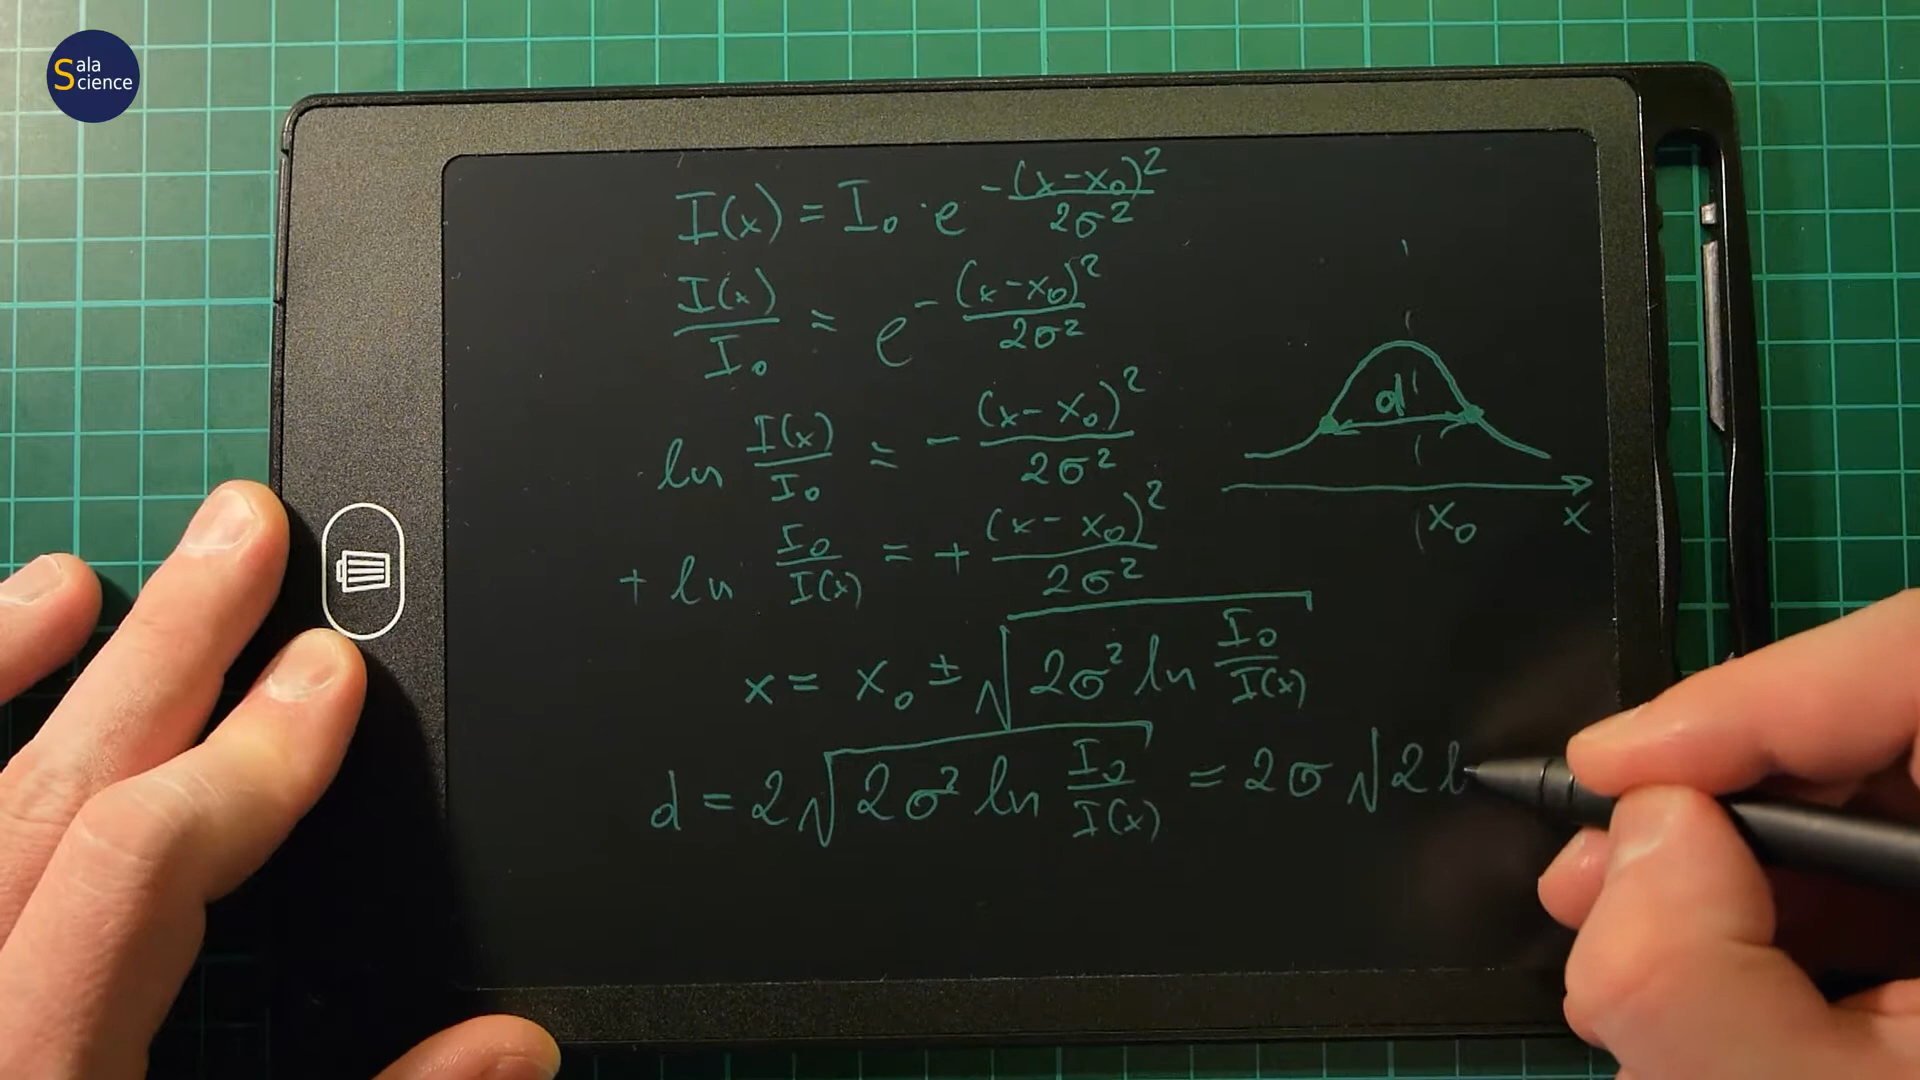 Sala
Science
I(x) = I₀ · e^-(x-x₀)²/2σ²
I(x)/I₀ = e^-(x-x₀)²/2σ²
ln I(x)/I₀ = -(x-x₀)²/2σ²
+ ln I₀/I(x) = +(x-x₀)²/2σ²
x = x₀ ± √2σ² ln I₀/I(x)
d = 2√2σ² ln I₀/I(x) = 2σ √2 l
d
x₀ x